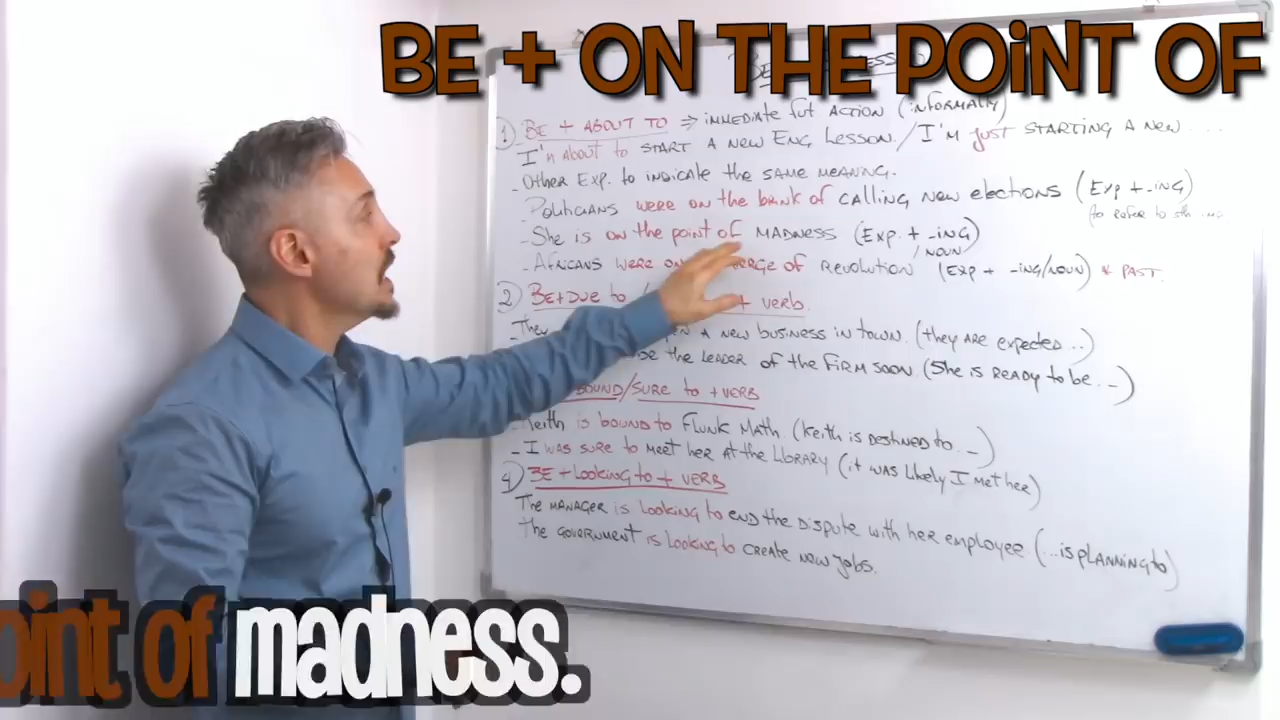 BE + ON THE POINT OF
1) BE + ABOUT TO => IMMEDIATE FUT ACTION (INFORMALLY)
I'M ABOUT TO START A NEW ENG LESSON. / I'M JUST STARTING A NEW ....
- OTHER EXP. TO INDICATE THE SAME MEANING.
- POLITICIANS WERE ON THE BRINK OF CALLING NEW ELECTIONS (EXP + -ING)
(to refer to sth
- SHE IS ON THE POINT OF MADNESS (EXP. + -ING)
/ NOUN
- AFRICANS WERE ON OF REVOLUTION (EXP + -ING/NOUN) * PAST.
2) BE + DUE TO / + VERB.
- THEY A NEW BUSINESS IN TOWN. (THEY ARE EXPECTED ..)
BE THE LEADER OF THE FIRM SOON. (SHE IS READY TO BE ...)
BOUND/SURE TO + VERB
- KEITH IS BOUND TO FLUNK MATH (KEITH IS DESTINED TO ...)
- I WAS SURE TO MEET HER AT THE LIBRARY (IT WAS LIKELY I MET HER)
4) BE + LOOKING TO + VERB
THE MANAGER IS LOOKING TO END THE DISPUTE WITH HER EMPLOYEE. (...IS PLANNING TO)
THE GOVERNMENT IS LOOKING TO CREATE NEW JOBS.
oint of madness.